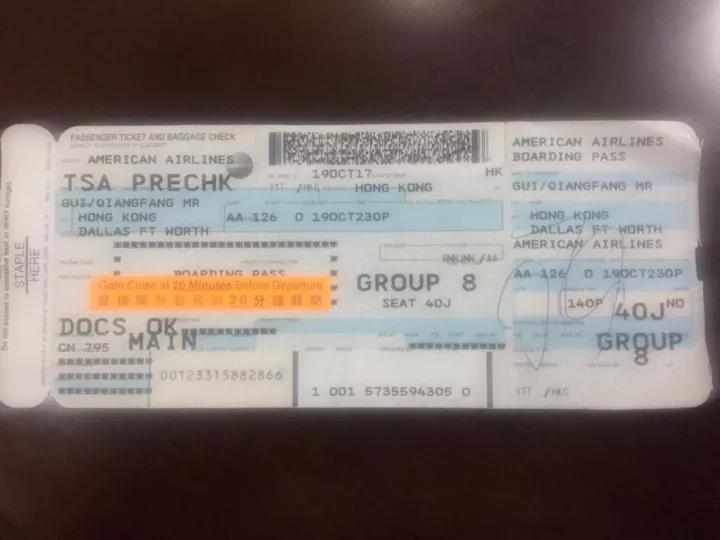 PASSENGER TICKET AND BAGGAGE CHECK
AMERICAN AIRLINES
19OCT17
HK
TSA PRECHK
YTT /HKG
HONG KONG
GUI/QIANGFANG MR
HONG KONG
AA 126 O 19OCT230P
DALLAS FT WORTH
BOARDING PASS
Gate Close at 20 Minutes Before Departure
登機閘於起飛前20分鐘關閉
GROUP 8
SEAT 40J
DOCS OK
CN 795
MAIN
00123315882866
1 001 5735594305 0
STAPLE
HERE
AMERICAN AIRLINES
BOARDING PASS
GUI/QIANGFANG MR
HONG KONG
DALLAS FT WORTH
AMERICAN AIRLINES
AA 126 O 19OCT230P
140P
40J
NO
GROUP
8
YTT /HKG